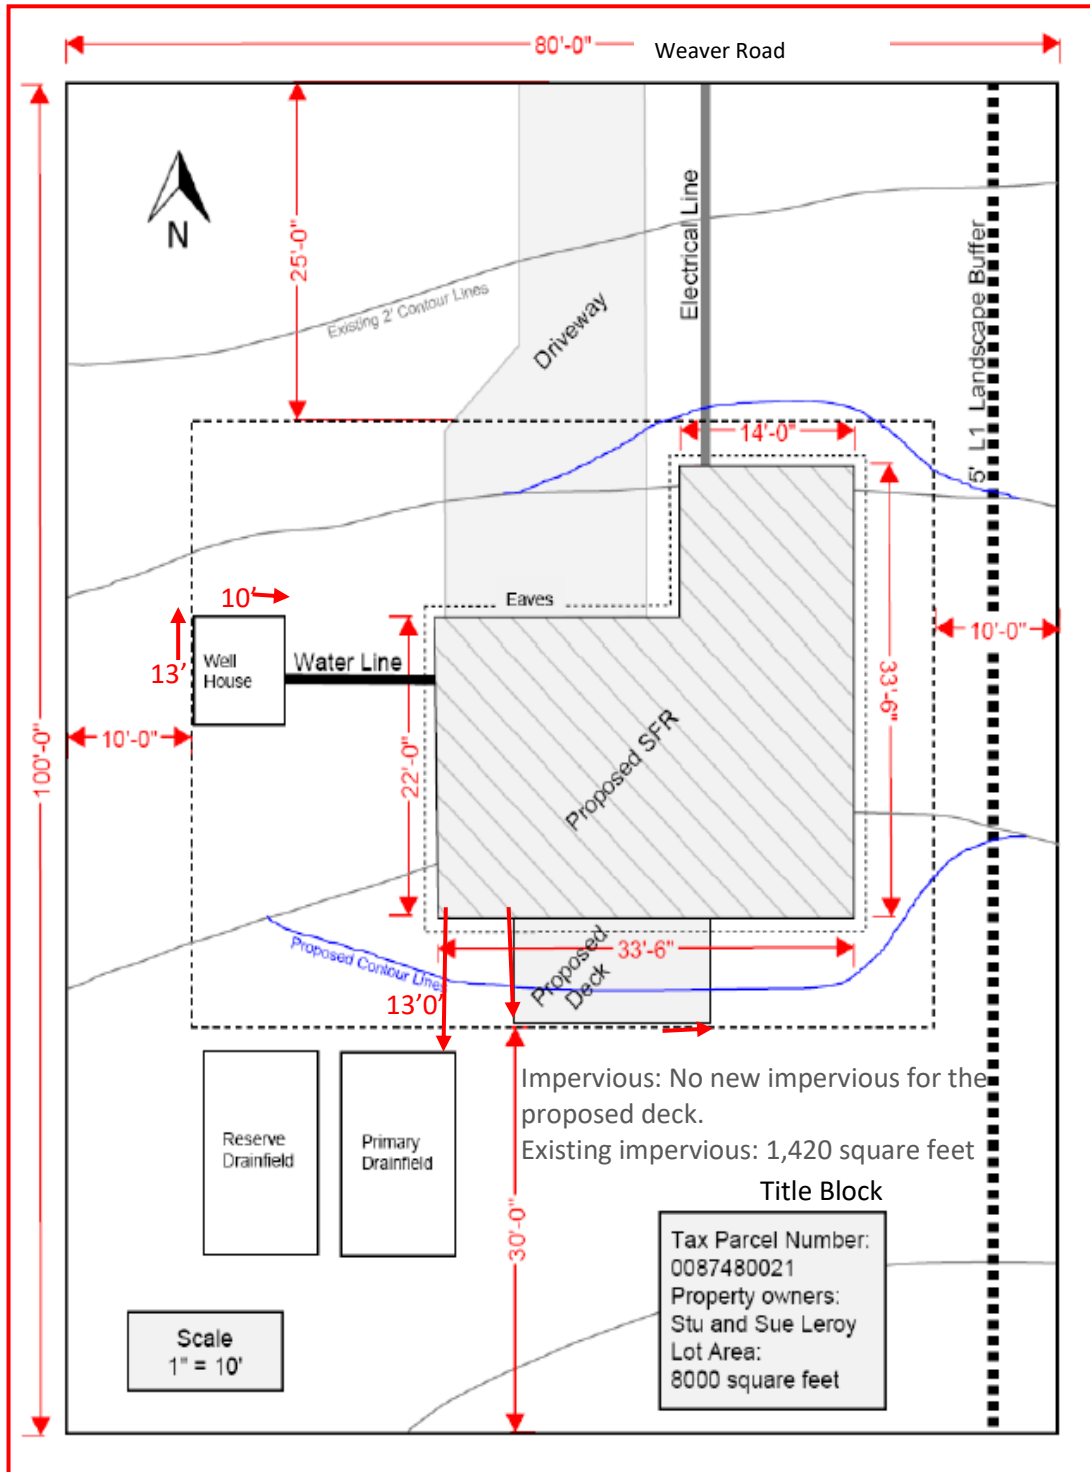 80'-0"
Weaver Road
N
25'-0"
Existing 2' Contour Lines
Driveway
Electrical Line
5' L1 Landscape Buffer
14'-0"
10'
Eaves
13'
Well
House
Water Line
10'-0"
10'-0"
100'-0"
22'-0"
Proposed SFR
33'-6"
33'-6"
Proposed
Deck
Proposed Contour Lines
13'0'
Reserve
Drainfield
Primary
Drainfield
Impervious: No new impervious for the
proposed deck.
Existing impervious: 1,420 square feet
30'-0"
Title Block
Tax Parcel Number:
0087480021
Property owners:
Stu and Sue Leroy
Lot Area:
8000 square feet
Scale
1" = 10'